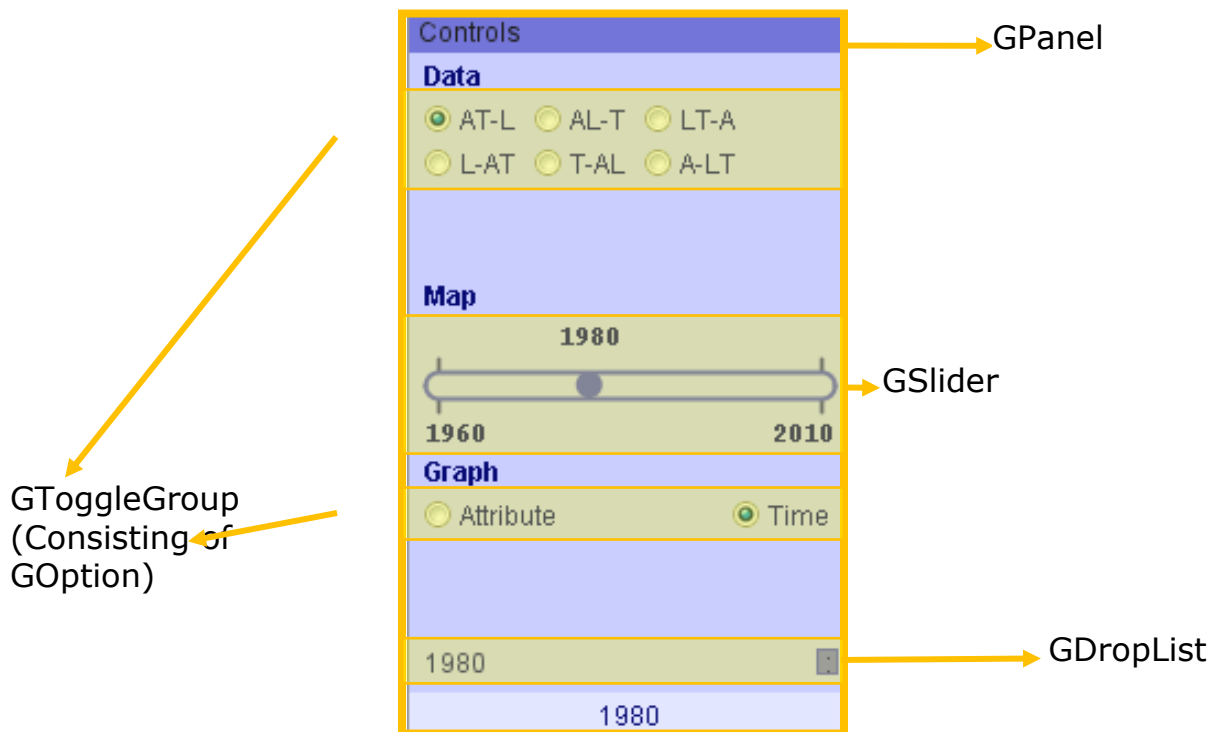 Controls
GPanel
Data
AT-L AL-T LT-A
L-AT T-AL A-LT
Map
1980
GSlider
1960 2010
Graph
GToggleGroup
(Consisting of
GOption)
Attribute Time
1980 :
GDropList
1980